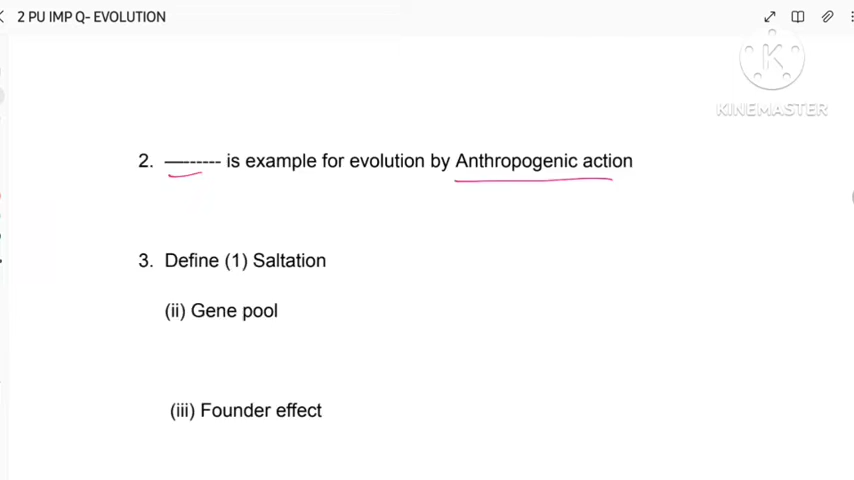 2 PU IMP Q- EVOLUTION
KINEMASTER
2. -------- is example for evolution by Anthropogenic action
3. Define (1) Saltation
(ii) Gene pool
(iii) Founder effect